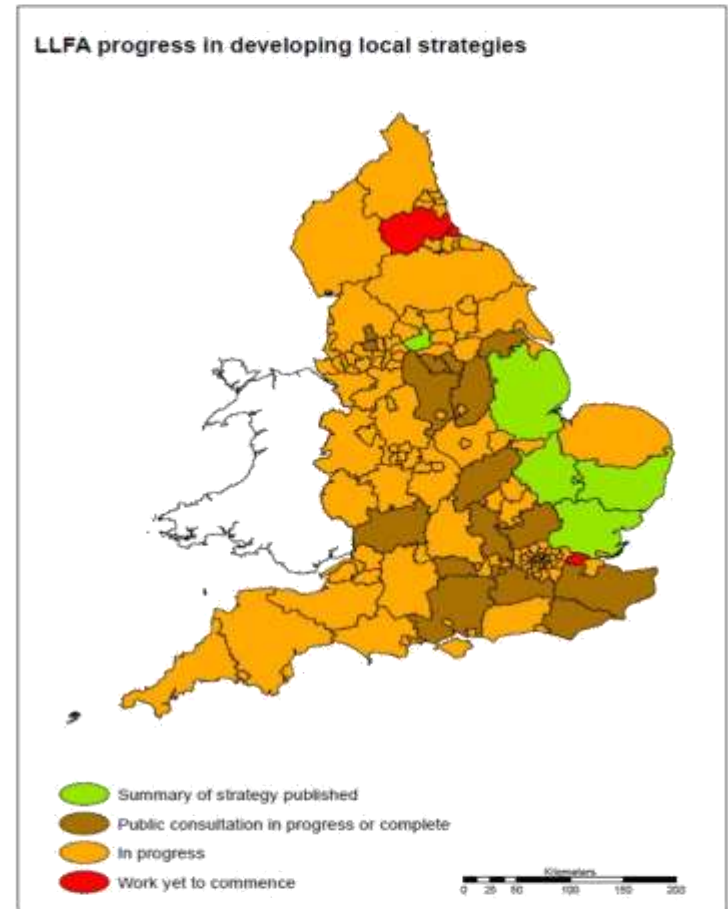 LLFA progress in developing local strategies
Summary of strategy published
Public consultation in progress or complete
In progress
Work yet to commence
Kilometers
0 25 50 100 150 200